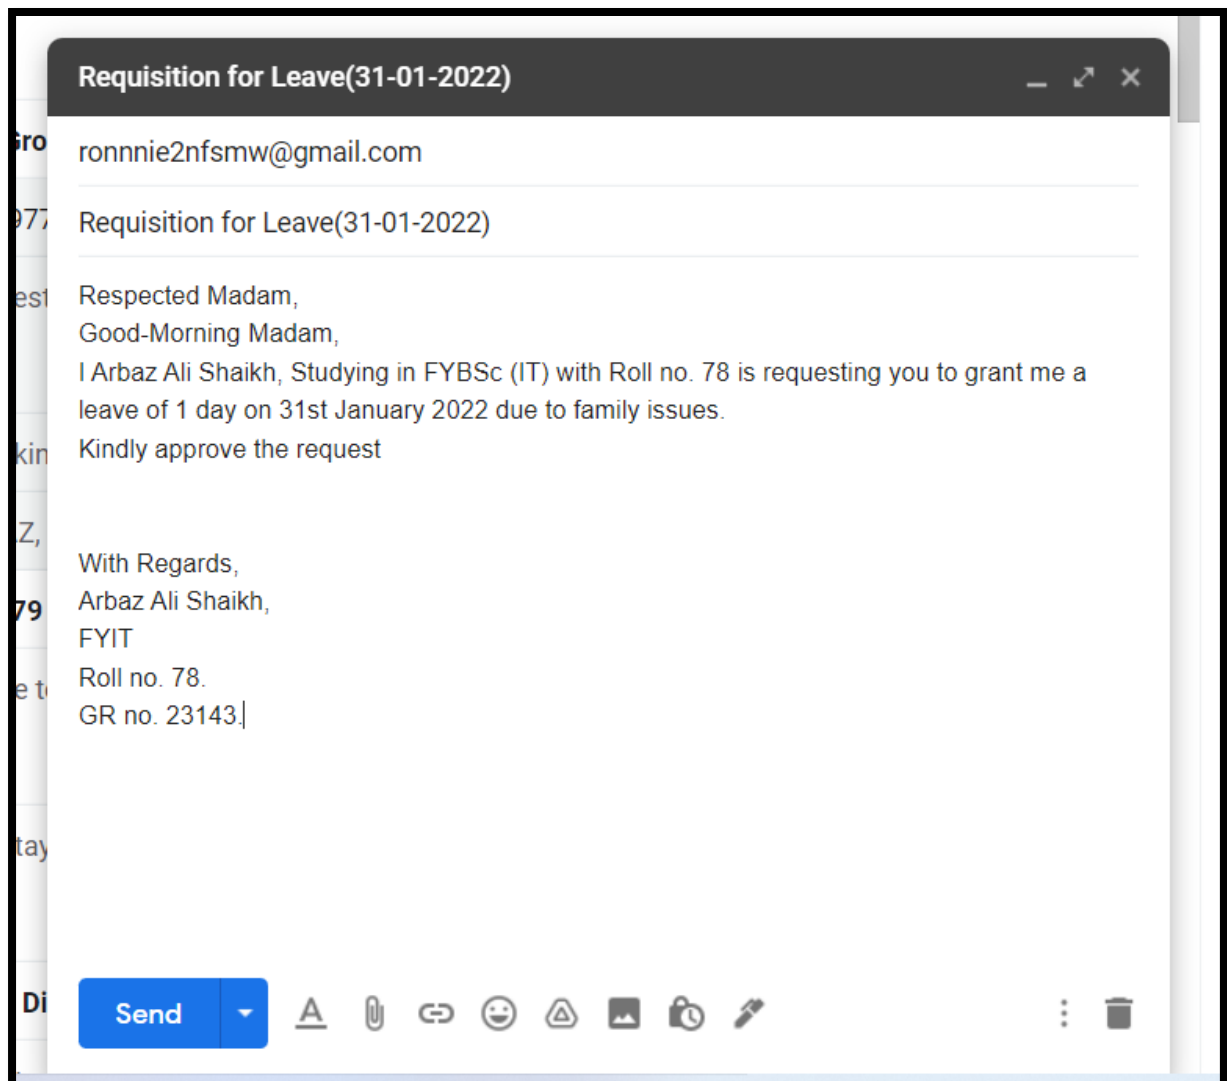 Requisition for Leave(31-01-2022)
ronnnie2nfsmw@gmail.com
Requisition for Leave(31-01-2022)
Respected Madam,
Good-Morning Madam,
I Arbaz Ali Shaikh, Studying in FYBSc (IT) with Roll no. 78 is requesting you to grant me a
leave of 1 day on 31st January 2022 due to family issues.
Kindly approve the request
With Regards,
Arbaz Ali Shaikh,
FYIT
Roll no. 78.
GR no. 23143.
Send